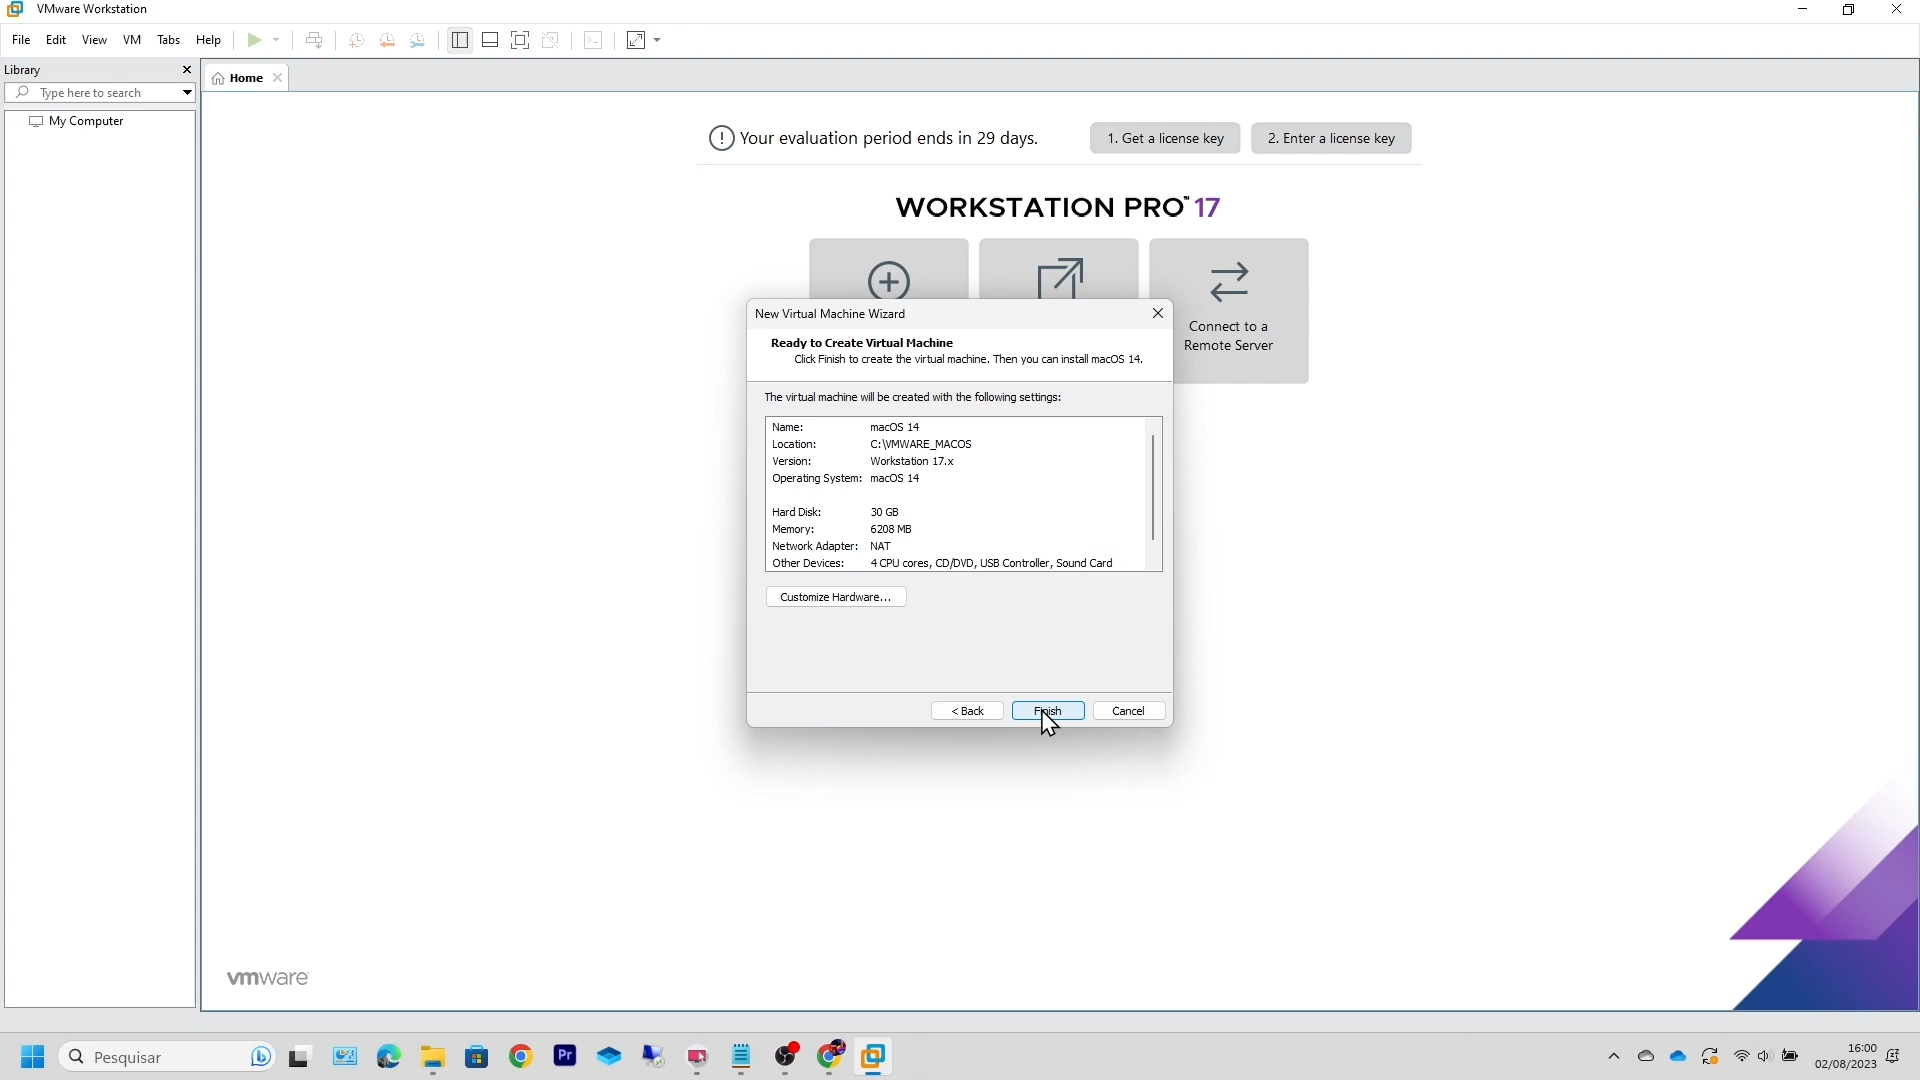 VMware Workstation
File Edit View VM Tabs Help
Library
Type here to search
My Computer
Home
Your evaluation period ends in 29 days.
1. Get a license key
2. Enter a license key
WORKSTATION PRO™ 17
Connect to a
Remote Server
New Virtual Machine Wizard
Ready to Create Virtual Machine
Click Finish to create the virtual machine. Then you can install macOS 14.
The virtual machine will be created with the following settings:
Name: macOS 14
Location: C:\VMWARE_MACOS
Version: Workstation 17.x
Operating System: macOS 14
Hard Disk: 30 GB
Memory: 6208 MB
Network Adapter: NAT
Other Devices: 4 CPU cores, CD/DVD, USB Controller, Sound Card
Customize Hardware...
< Back Finish Cancel
vmware
Pesquisar
Pr
16:00
02/08/2023